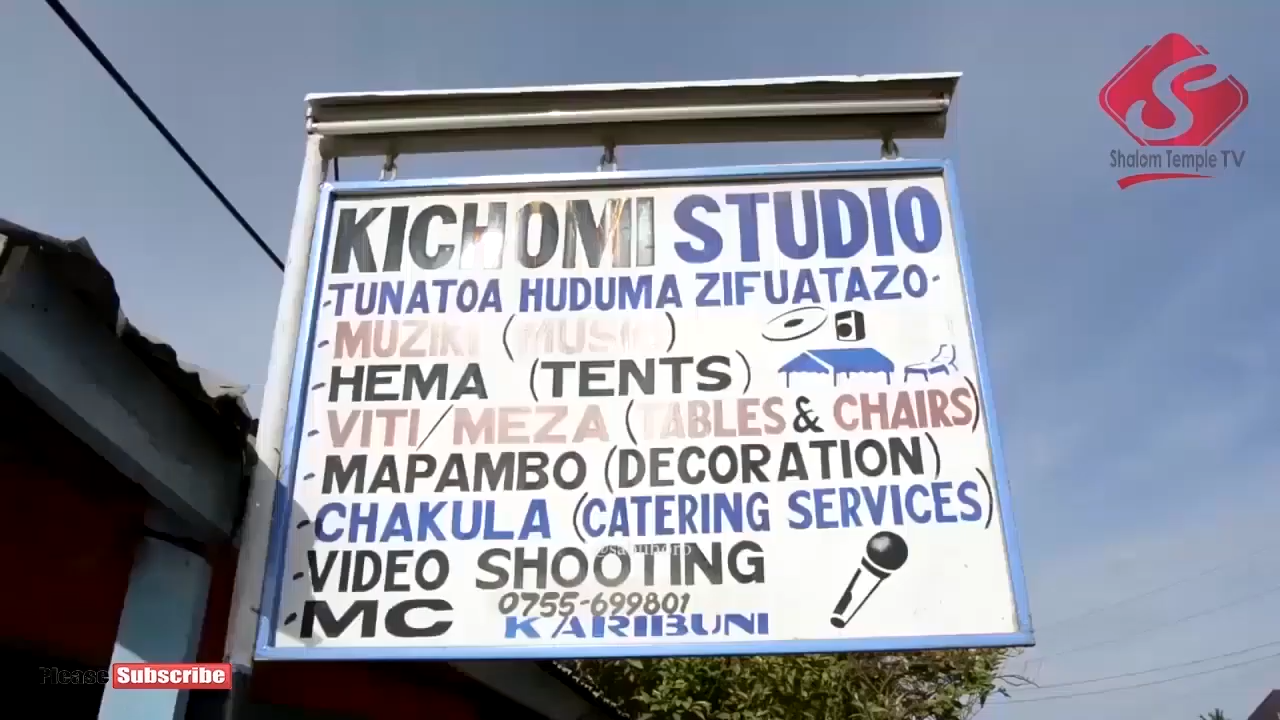 Shalom Temple TV
KICHOMI STUDIO
-TUNATOA HUDUMA ZIFUATAZO-
-MUZIKI (MUSIC)
-HEMA (TENTS)
-VITI/MEZA (TABLES & CHAIRS)
-MAPAMBO (DECORATION)
-CHAKULA (CATERING SERVICES)
-VIDEO SHOOTING
-MC 0755-699801
KARIBUNI
Please Subscribe